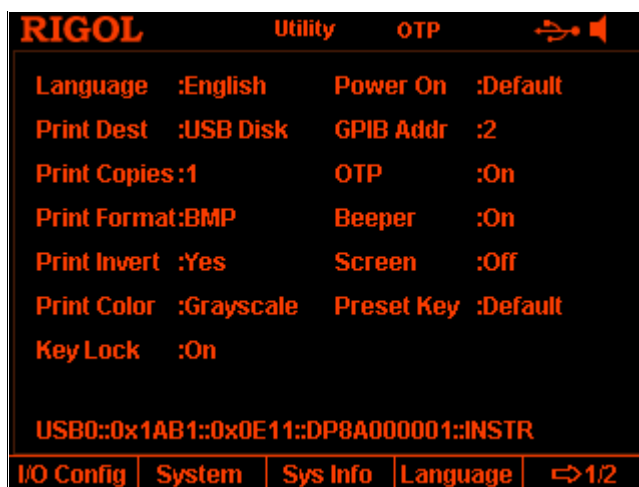 RIGOL Utility OTP
Language :English Power On :Default
Print Dest :USB Disk GPIB Addr :2
Print Copies:1 OTP :On
Print Format:BMP Beeper :On
Print Invert :Yes Screen :Off
Print Color :Grayscale Preset Key :Default
Key Lock :On
USB0::0x1AB1::0x0E11::DP8A000001::INSTR
I/O Config System Sys Info Language 1/2